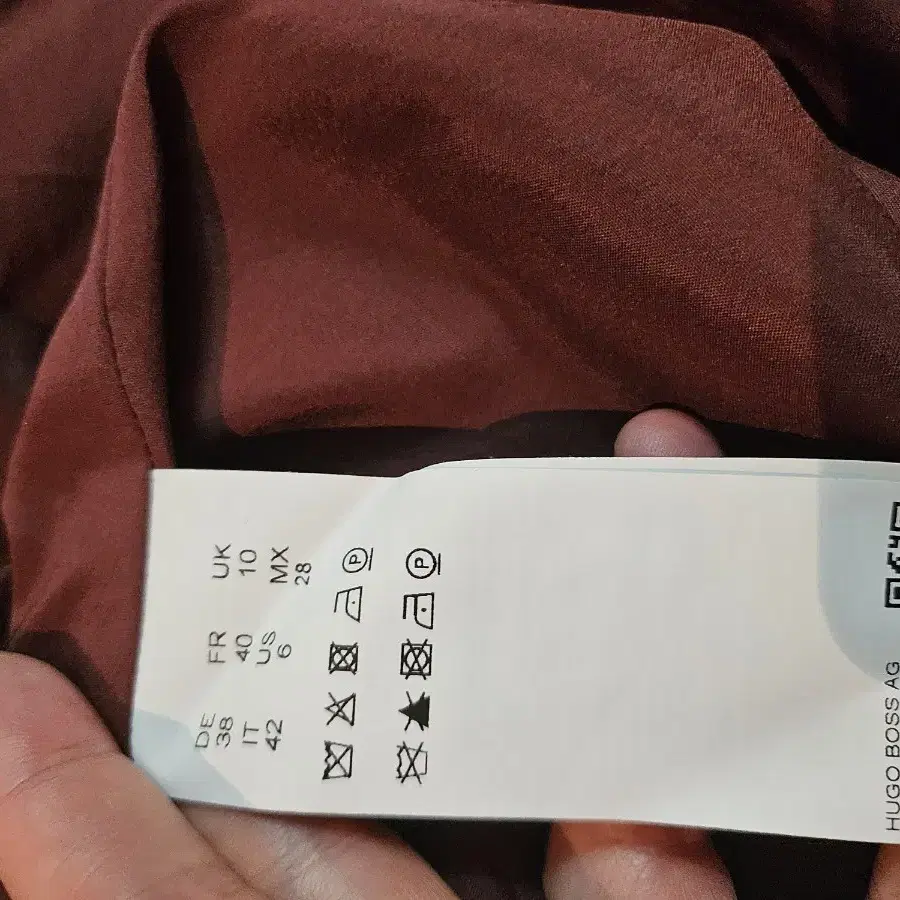 DE FR UK
38 40 10
IT US MX
42 6 28
P
P
HUGO BOSS AG